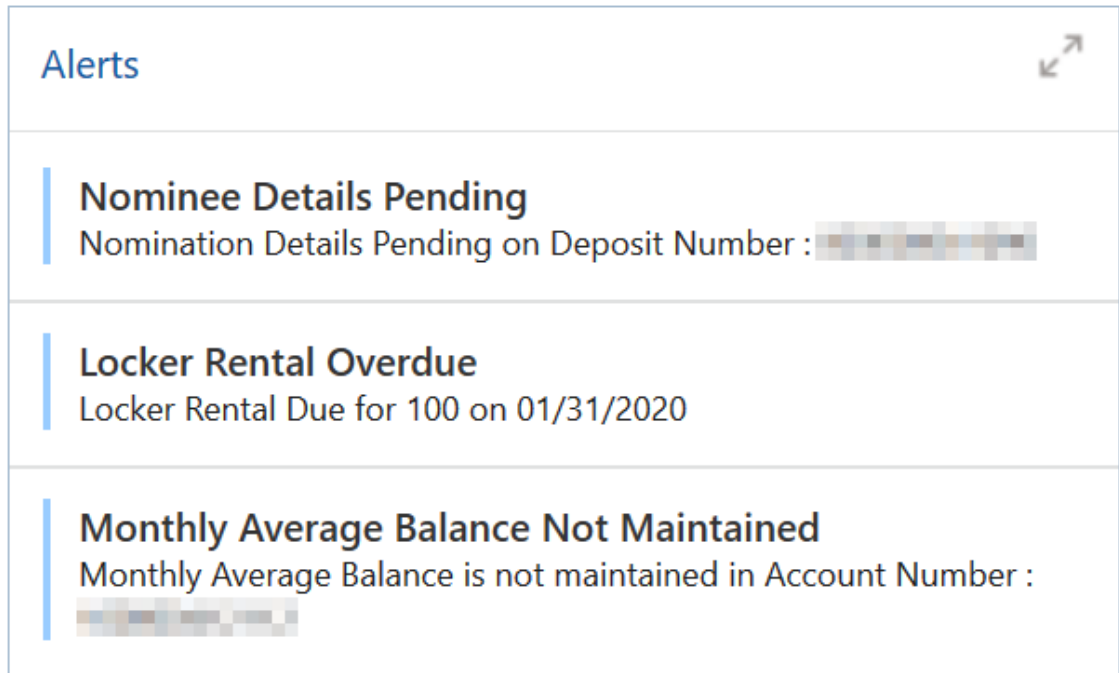 Alerts
Nominee Details Pending
Nomination Details Pending on Deposit Number :
Locker Rental Overdue
Locker Rental Due for 100 on 01/31/2020
Monthly Average Balance Not Maintained
Monthly Average Balance is not maintained in Account Number :